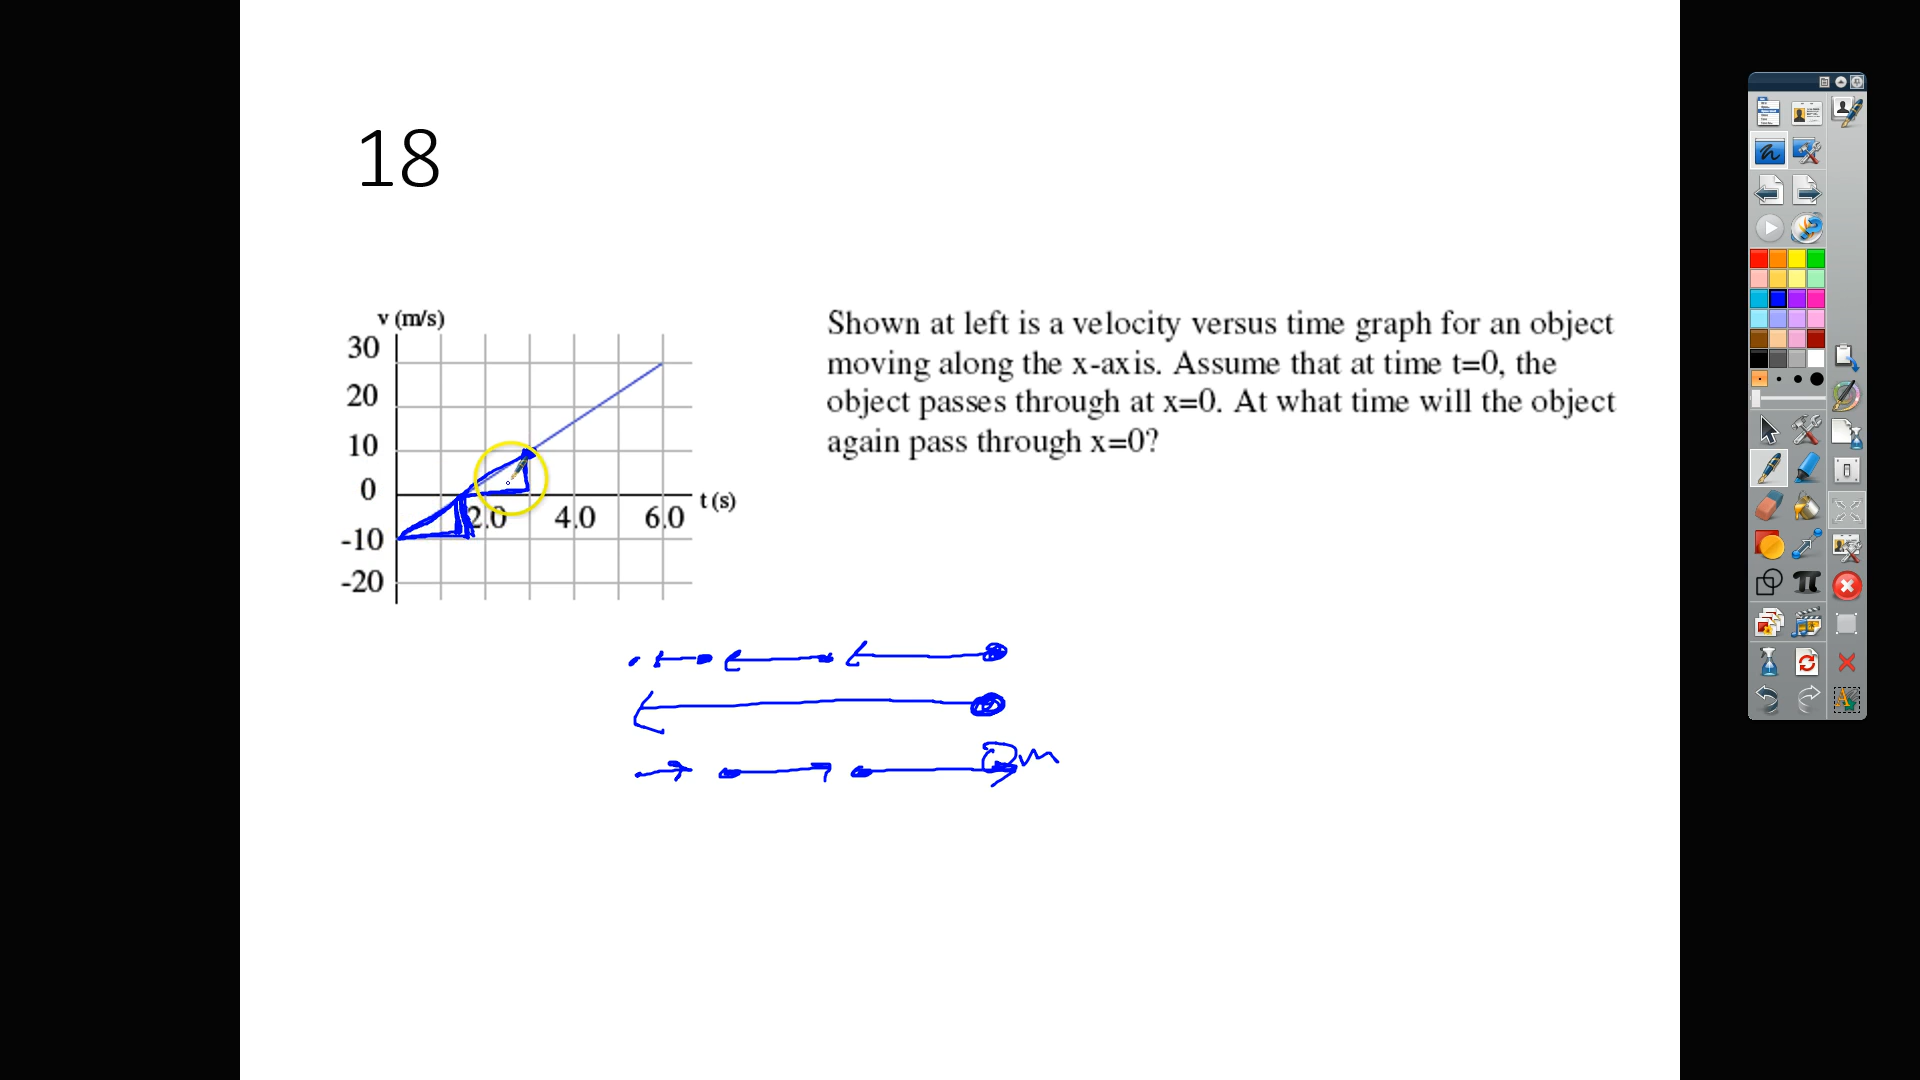 18
v (m/s)
30
20
10
0
-10
-20
2.0 4.0 6.0 t (s)
Shown at left is a velocity versus time graph for an object
moving along the x-axis. Assume that at time t=0, the
object passes through at x=0. At what time will the object
again pass through x=0?
0m